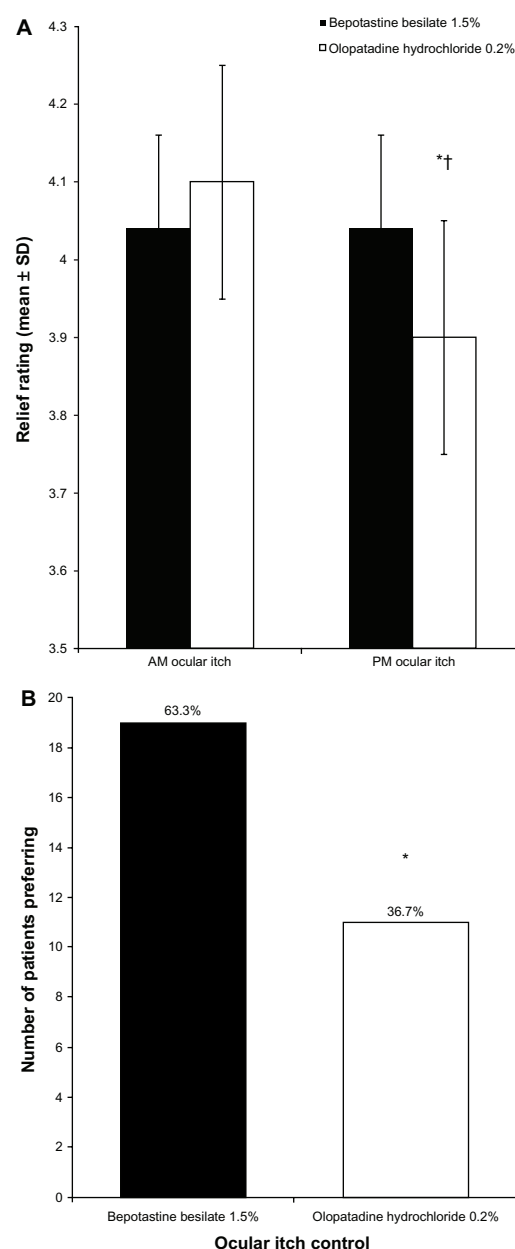 A
Bepotastine besilate 1.5%
Olopatadine hydrochloride 0.2%
Relief rating (mean ± SD)
4.3
4.2
4.1
4
3.9
3.8
3.7
3.6
3.5
*†
AM ocular itch
PM ocular itch
B
Number of patients preferring
20
18
16
14
12
10
8
6
4
2
0
63.3%
*
36.7%
Bepotastine besilate 1.5%
Olopatadine hydrochloride 0.2%
Ocular itch control